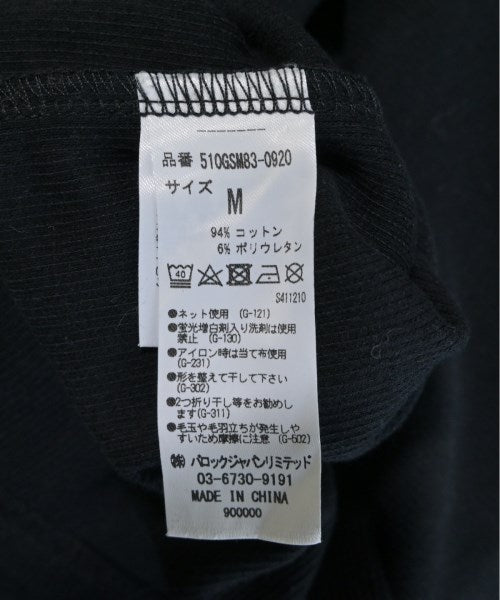 品番 510GSM83-0920
サイズ
M
94% コットン
6% ポリウレタン
40
S411210
●ネット使用 (G-121)
●蛍光増白剤入り洗剤は使用
禁止 (G-130)
●アイロン時は当て布使用
(G-231)
●形を整えて干して下さい
(G-302)
●2つ折り干し等をお勧めし
ます(G-311)
●毛玉や毛羽立ちが発生しや
すいため摩擦に注意 (G-602)
㈱ バロックジャパンリミテッド
03-6730-9191
MADE IN CHINA
900000